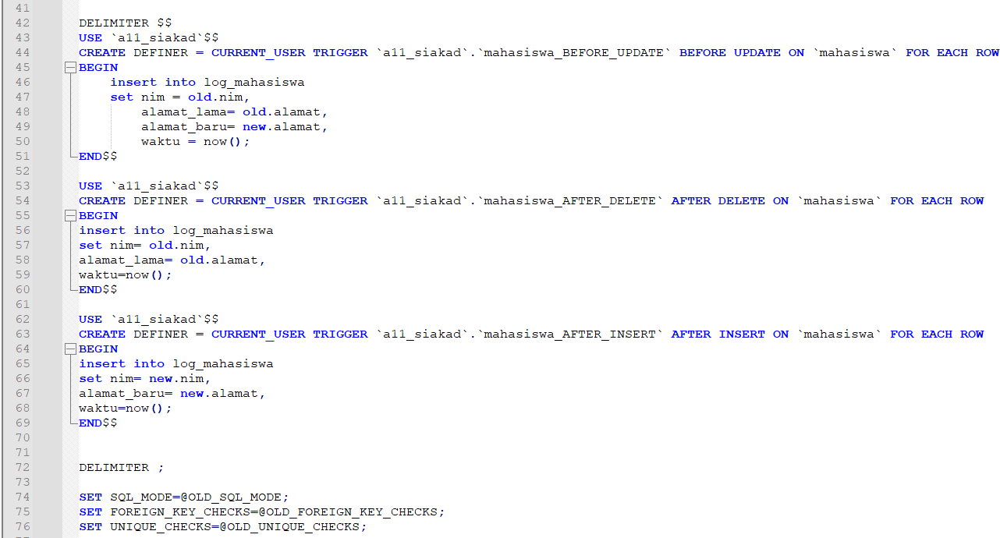 41
42 DELIMITER $$
43 USE `a11_siakad`$$
44 CREATE DEFINER = CURRENT_USER TRIGGER `a11_siakad`.`mahasiswa_BEFORE_UPDATE` BEFORE UPDATE ON `mahasiswa` FOR EACH ROW
45 BEGIN
46     insert into log_mahasiswa
47     set nim = old.nim,
48         alamat_lama= old.alamat,
49         alamat_baru= new.alamat,
50         waktu = now();
51 END$$
52
53 USE `a11_siakad`$$
54 CREATE DEFINER = CURRENT_USER TRIGGER `a11_siakad`.`mahasiswa_AFTER_DELETE` AFTER DELETE ON `mahasiswa` FOR EACH ROW
55 BEGIN
56 insert into log_mahasiswa
57 set nim= old.nim,
58 alamat_lama= old.alamat,
59 waktu=now();
60 END$$
61
62 USE `a11_siakad`$$
63 CREATE DEFINER = CURRENT_USER TRIGGER `a11_siakad`.`mahasiswa_AFTER_INSERT` AFTER INSERT ON `mahasiswa` FOR EACH ROW
64 BEGIN
65 insert into log_mahasiswa
66 set nim= new.nim,
67 alamat_baru= new.alamat,
68 waktu=now();
69 END$$
70
71
72 DELIMITER ;
73
74 SET SQL_MODE=@OLD_SQL_MODE;
75 SET FOREIGN_KEY_CHECKS=@OLD_FOREIGN_KEY_CHECKS;
76 SET UNIQUE_CHECKS=@OLD_UNIQUE_CHECKS;